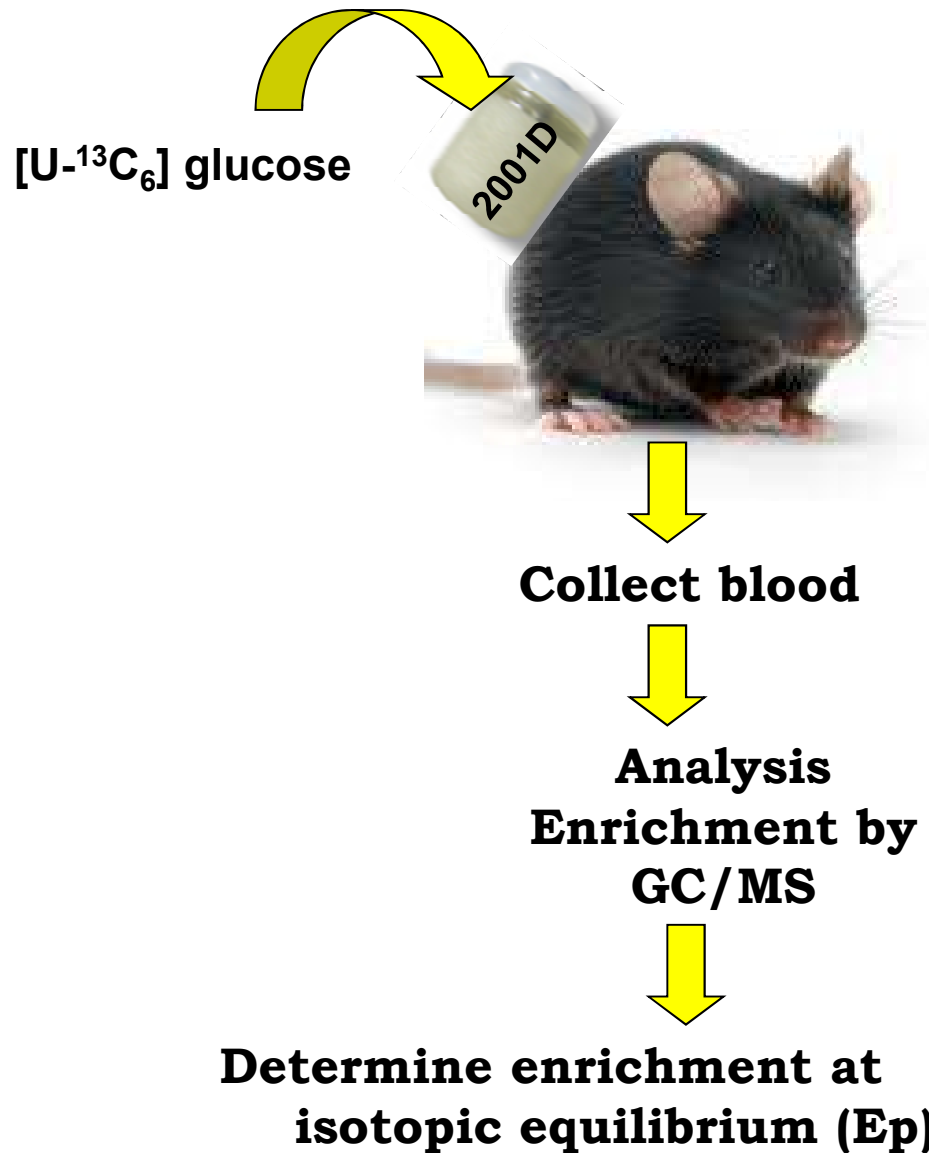 [U-¹³C₆] glucose
2001D
Collect blood
Analysis
Enrichment by
GC/MS
Determine enrichment at
isotopic equilibrium (Ep)